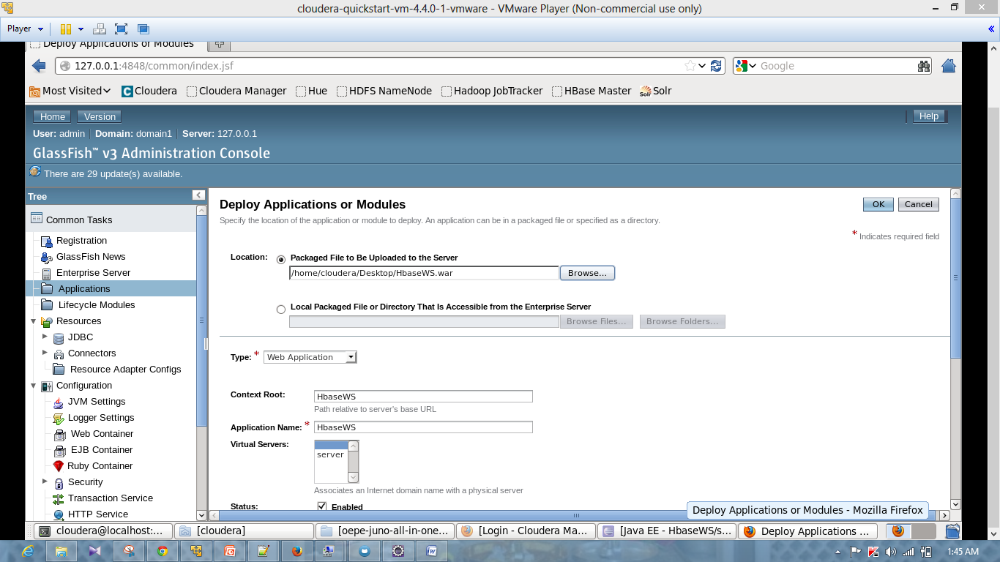 cloudera-quickstart-vm-4.4.0-1-vmware - VMware Player (Non-commercial use only)
Player
Deploy Applications or Modules
127.0.0.1:4848/common/index.jsf
Google
Most Visited
Cloudera
Cloudera Manager
Hue
HDFS NameNode
Hadoop JobTracker
HBase Master
Solr
Home
Version
Help
User: admin
Domain: domain1
Server: 127.0.0.1
GlassFish™ v3 Administration Console
There are 29 update(s) available.
Tree
Common Tasks
Registration
GlassFish News
Enterprise Server
Applications
Lifecycle Modules
Resources
JDBC
Connectors
Resource Adapter Configs
Configuration
JVM Settings
Logger Settings
Web Container
EJB Container
Ruby Container
Security
Transaction Service
HTTP Service
Deploy Applications or Modules
OK
Cancel
Specify the location of the application or module to deploy. An application can be in a packaged file or specified as a directory.
* Indicates required field
Location:
Packaged File to Be Uploaded to the Server
/home/cloudera/Desktop/HbaseWS.war
Browse...
Local Packaged File or Directory That Is Accessible from the Enterprise Server
Browse Files...
Browse Folders...
Type: *
Web Application
Context Root:
HbaseWS
Path relative to server's base URL
Application Name: *
HbaseWS
Virtual Servers:
server
Associates an Internet domain name with a physical server
Status:
Enabled
Deploy Applications or Modules - Mozilla Firefox
cloudera@localhost:...
[cloudera]
[oepe-juno-all-in-one...
[Login - Cloudera Ma...
[Java EE - HbaseWS/s...
Deploy Applications ...
1:45 AM